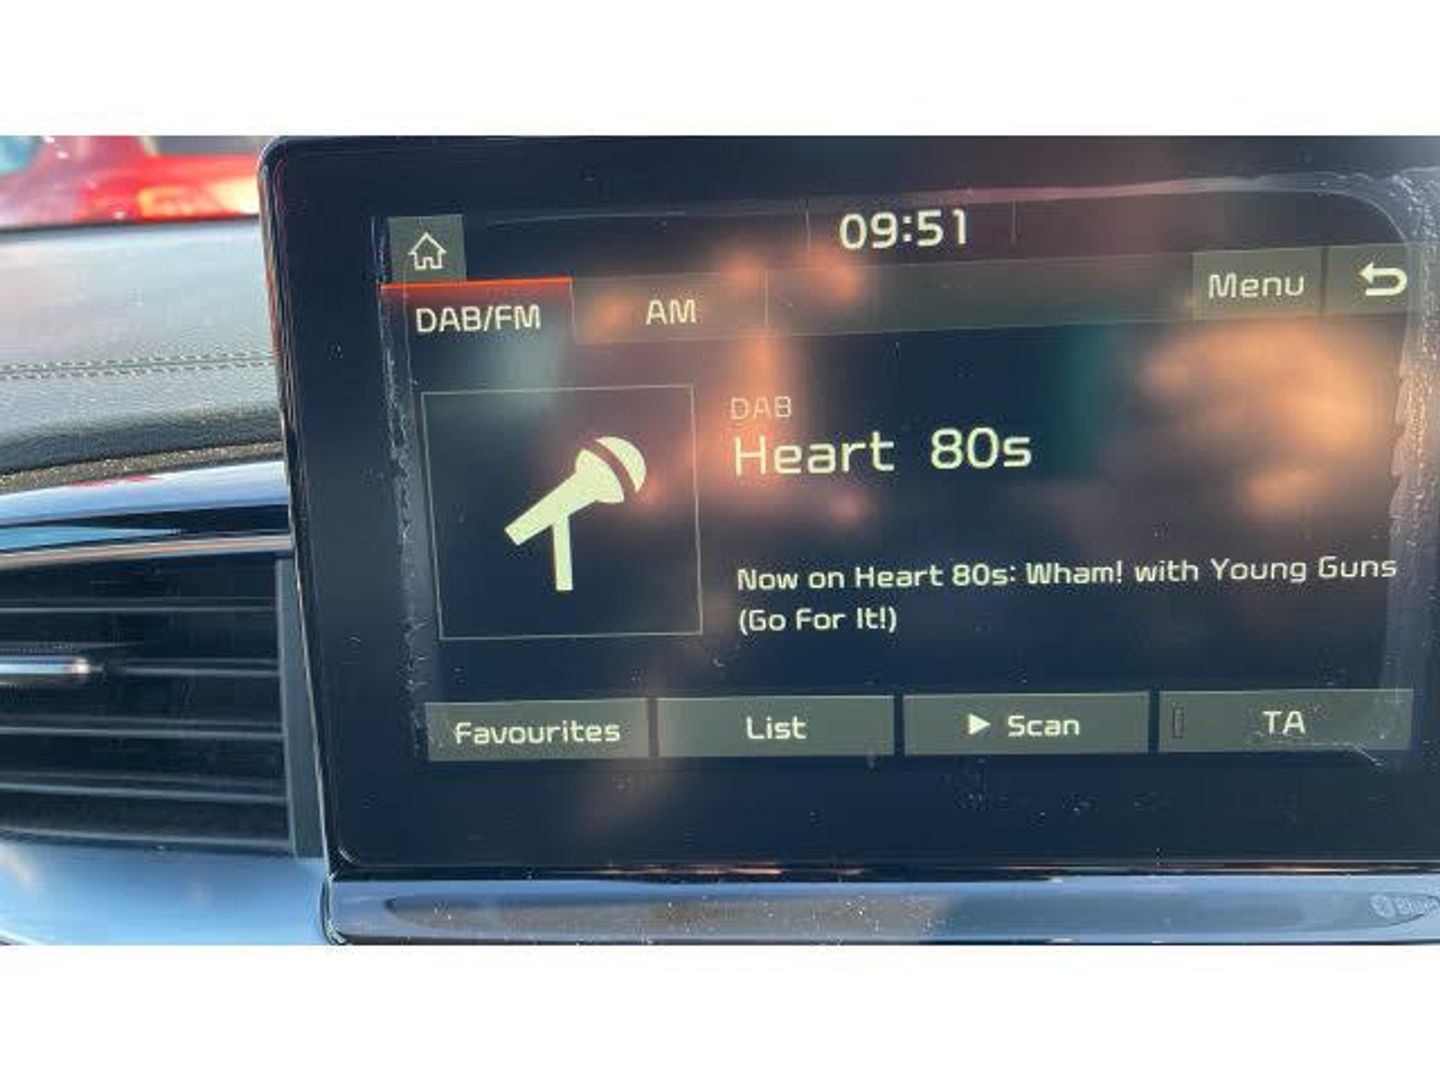 09:51
Menu
DAB/FM
AM
DAB
Heart 80s
Now on Heart 80s: Wham! with Young Guns
(Go For It!)
Favourites
List
Scan
TA